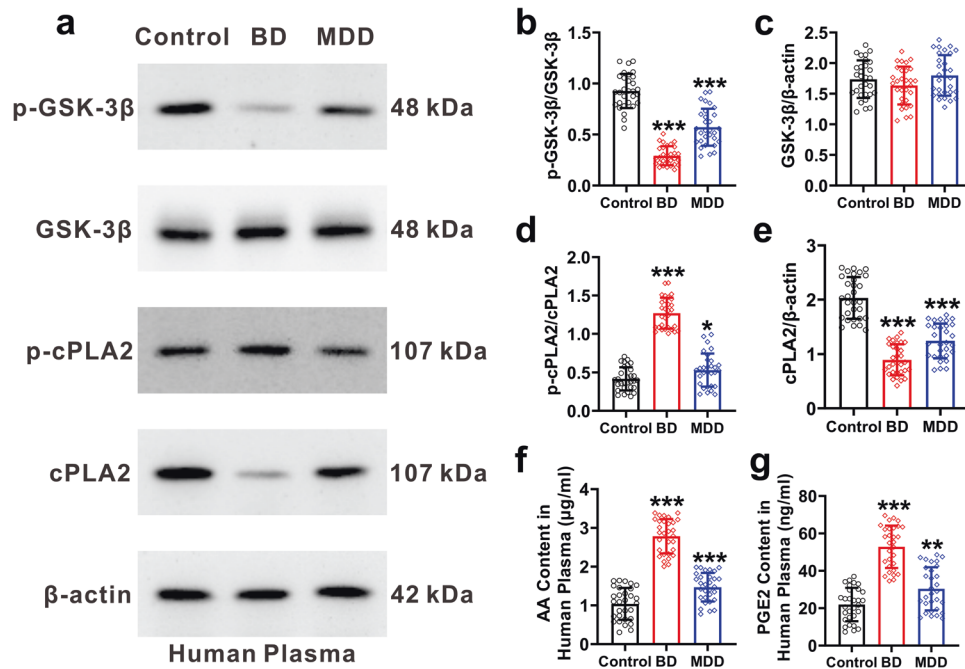 a
Control BD MDD
p-GSK-3β 48 kDa
GSK-3β 48 kDa
p-cPLA2 107 kDa
cPLA2 107 kDa
β-actin 42 kDa
Human Plasma
b
p-GSK-3β/GSK-3β
1.5
1.0
0.5
0.0
***
***
Control BD MDD
c
GSK-3β/β-actin
2.5
2.0
1.5
1.0
0.5
0.0
Control BD MDD
d
p-cPLA2/cPLA2
2.0
1.5
1.0
0.5
0.0
***
*
Control BD MDD
e
cPLA2/β-actin
3
2
1
0
***
***
Control BD MDD
f
AA Content in
Human Plasma (μg/ml)
4
3
2
1
0
***
***
Control BD MDD
g
PGE2 Content in
Human Plasma (ng/ml)
80
60
40
20
0
***
**
Control BD MDD